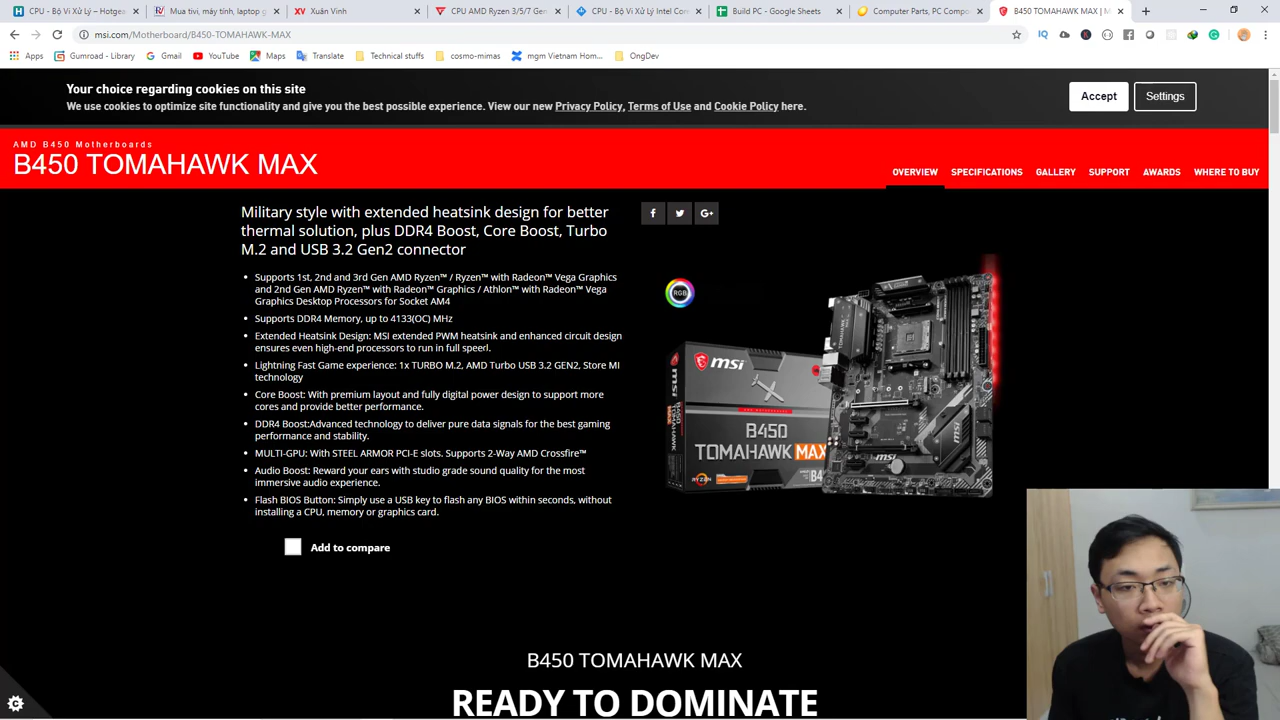 CPU - Bộ Vi Xử Lý – Hotgea
Mua tivi, máy tính, laptop g
Xuân Vinh
CPU AMD Ryzen 3/5/7 Gen
CPU - Bộ Vi Xử Lý Intel Core
Build PC - Google Sheets
Computer Parts, PC Compo
B450 TOMAHAWK MAX | M
msi.com/Motherboard/B450-TOMAHAWK-MAX
Apps
Gumroad - Library
Gmail
YouTube
Maps
Translate
Technical stuffs
cosmo-mimas
mgm Vietnam Hom...
OngDev
Your choice regarding cookies on this site
We use cookies to optimize site functionality and give you the best possible experience. View our new Privacy Policy, Terms of Use and Cookie Policy here.
Accept
Settings
AMD B450 Motherboards
B450 TOMAHAWK MAX
OVERVIEW
SPECIFICATIONS
GALLERY
SUPPORT
AWARDS
WHERE TO BUY
Military style with extended heatsink design for better
thermal solution, plus DDR4 Boost, Core Boost, Turbo
M.2 and USB 3.2 Gen2 connector
Supports 1st, 2nd and 3rd Gen AMD Ryzen™ / Ryzen™ with Radeon™ Vega Graphics
and 2nd Gen AMD Ryzen™ with Radeon™ Graphics / Athlon™ with Radeon™ Vega
Graphics Desktop Processors for Socket AM4
Supports DDR4 Memory, up to 4133(OC) MHz
Extended Heatsink Design: MSI extended PWM heatsink and enhanced circuit design
ensures even high-end processors to run in full speed.
Lightning Fast Game experience: 1x TURBO M.2, AMD Turbo USB 3.2 GEN2, Store MI
technology
Core Boost: With premium layout and fully digital power design to support more
cores and provide better performance.
DDR4 Boost:Advanced technology to deliver pure data signals for the best gaming
performance and stability.
MULTI-GPU: With STEEL ARMOR PCI-E slots. Supports 2-Way AMD Crossfire™
Audio Boost: Reward your ears with studio grade sound quality for the most
immersive audio experience.
Flash BIOS Button: Simply use a USB key to flash any BIOS within seconds, without
installing a CPU, memory or graphics card.
Add to compare
RGB
msi
B450
TOMAHAWK MAX
RYZEN
msi
B450 TOMAHAWK MAX
READY TO DOMINATE